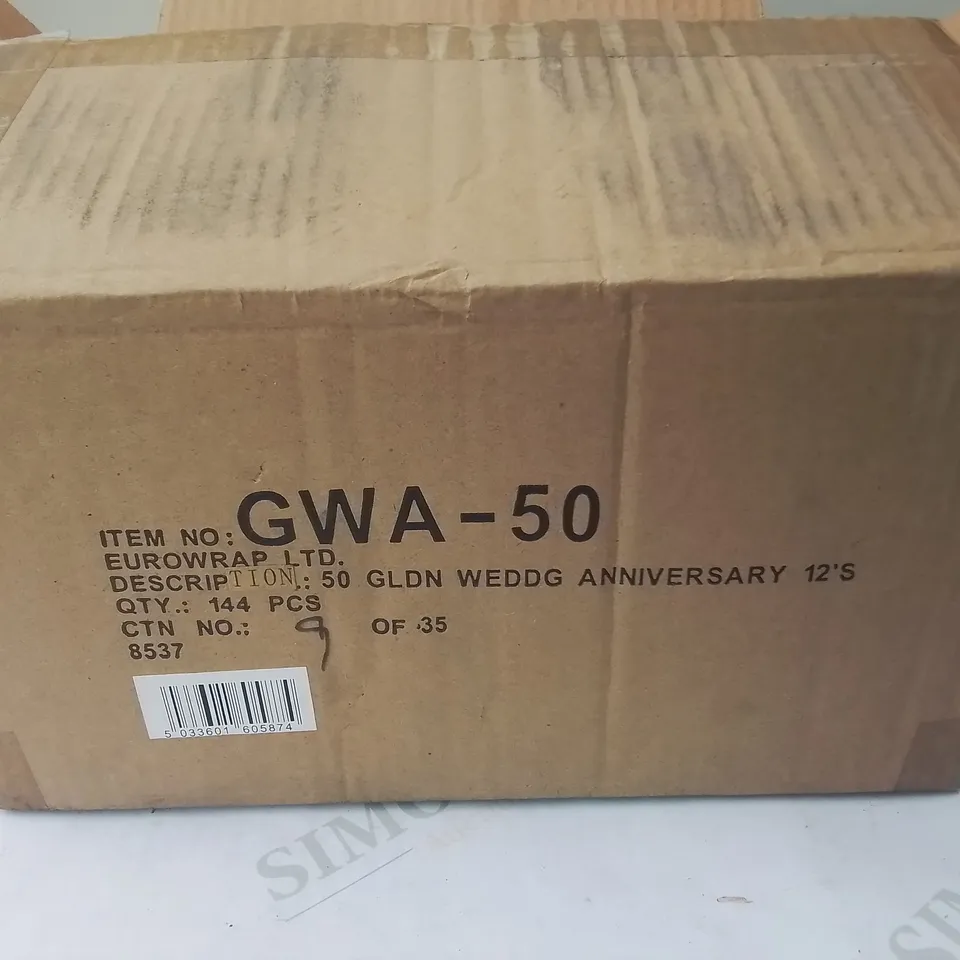 ITEM NO: GWA-50
EUROWRAP LTD.
DESCRIPTION.: 50 GLDN WEDDG ANNIVERSARY 12'S
QTY.: 144 PCS
CTN NO.: 9 OF 35
8537
5 033601 605874